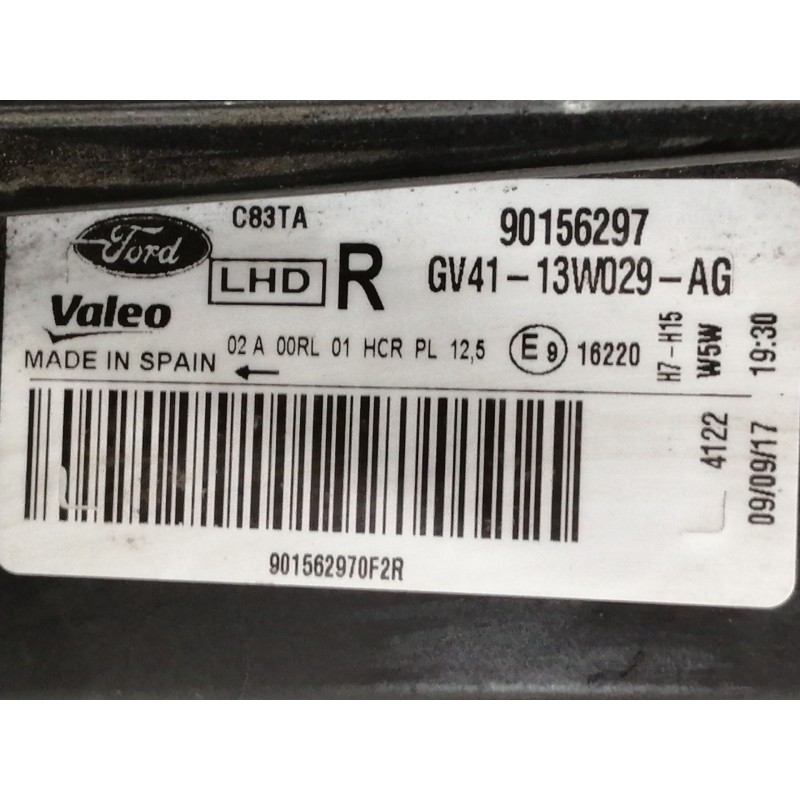 C83TA
90156297
Ford
LHD R
GV41-13W029-AG
Valeo
02 A 00RL 01 HCR PL 12,5
E9 16220
MADE IN SPAIN
H7-H15
W5W
4122
09/09/17 19:30
901562970F2R